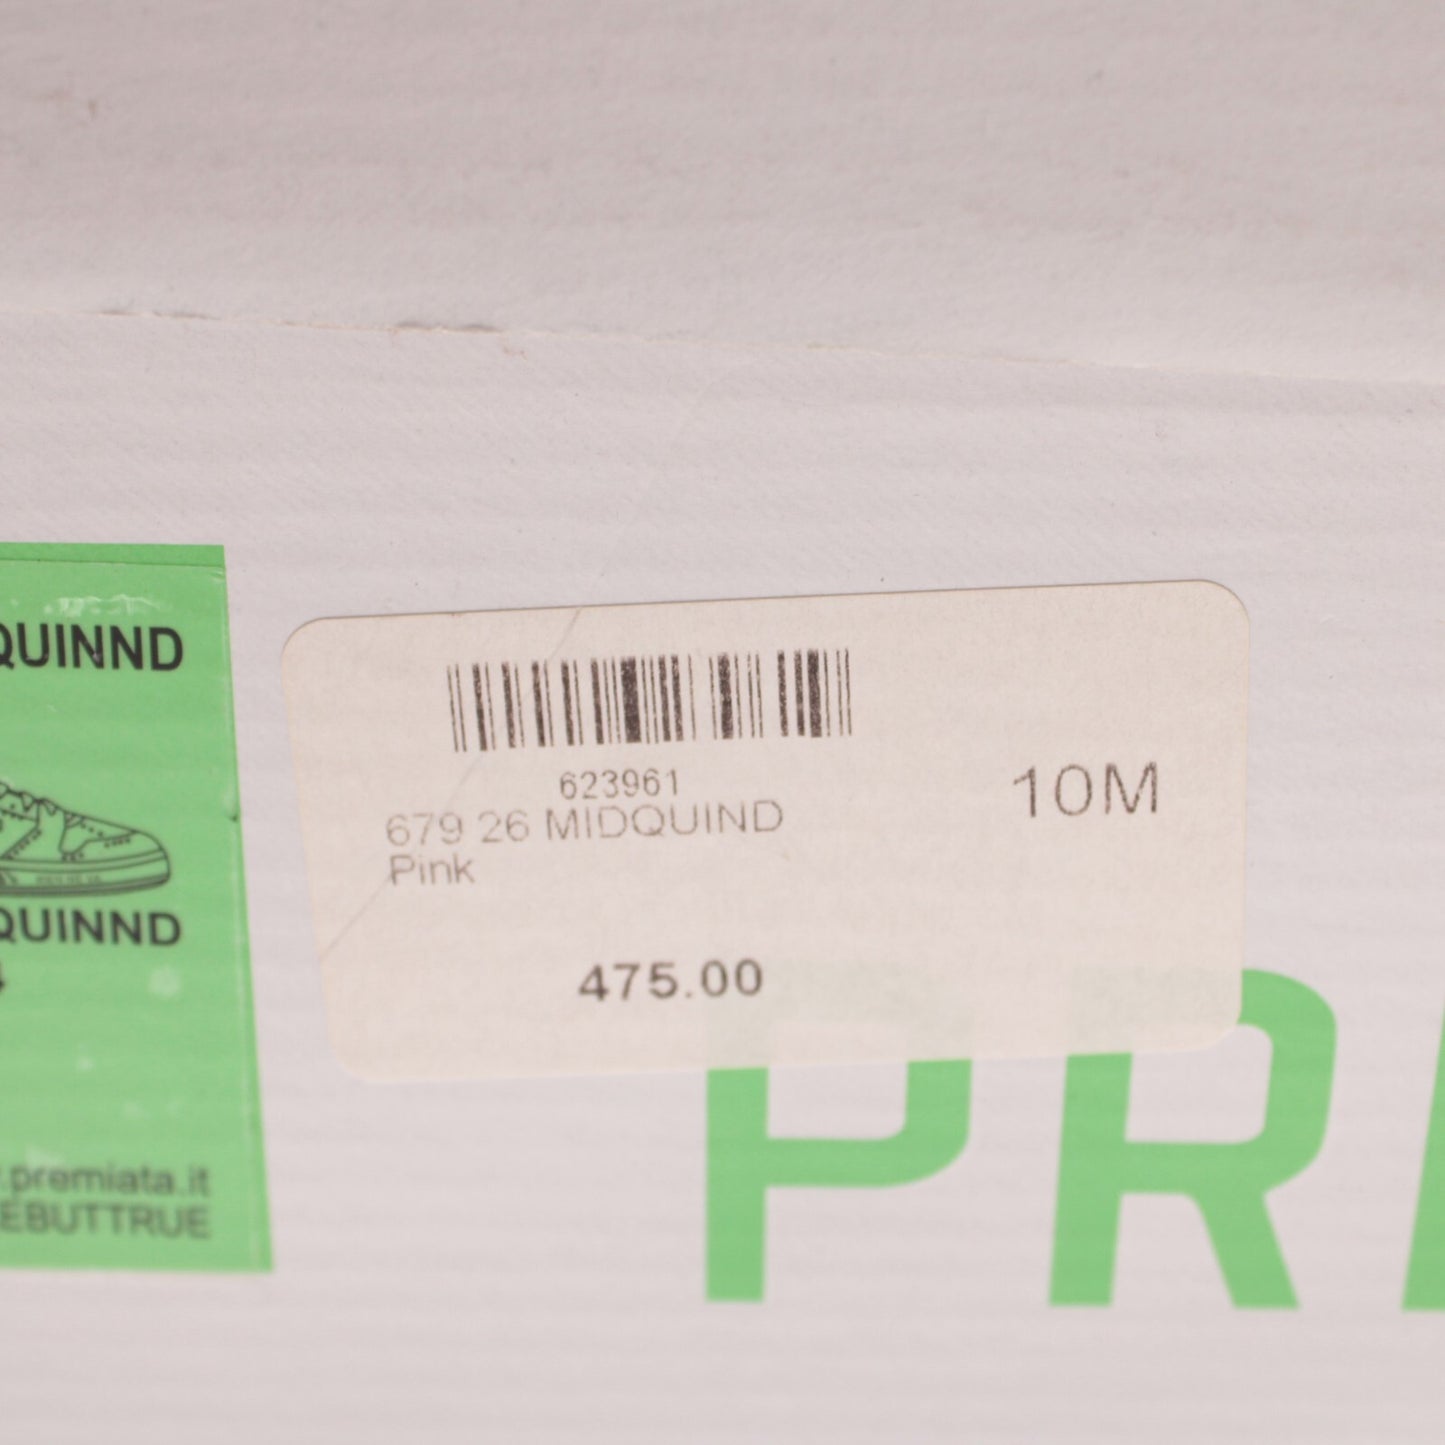 QUINND
QUINND
.premiata.it
EBUTTRUE
623961
679 26 MIDQUIND
Pink
10M
475.00
PR